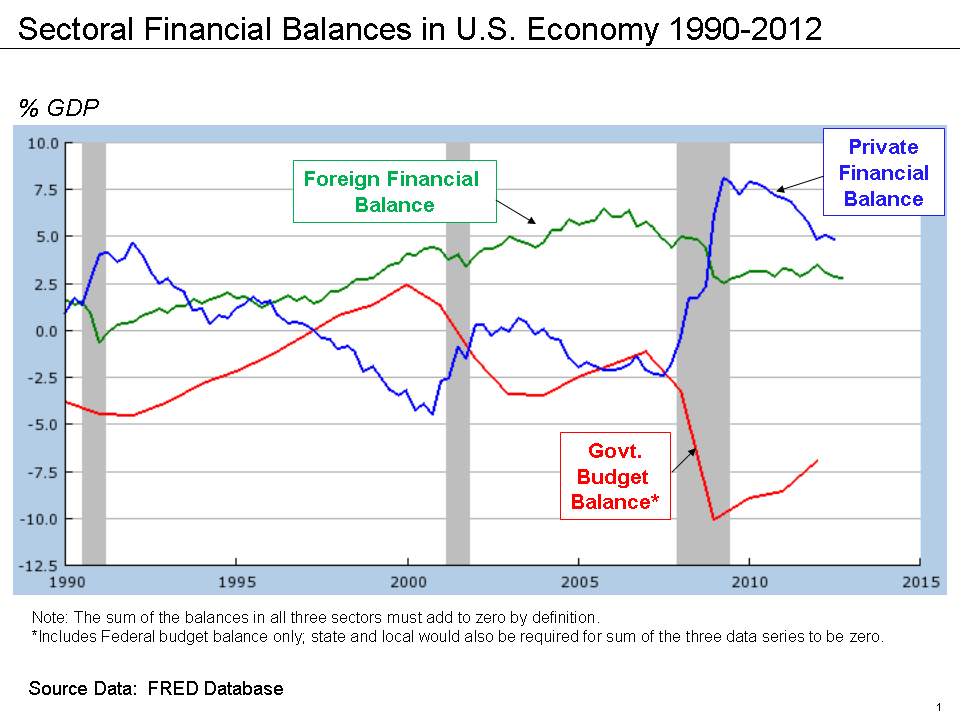 Sectoral Financial Balances in U.S. Economy 1990-2012
% GDP
10.0
7.5
5.0
2.5
0.0
-2.5
-5.0
-7.5
-10.0
-12.5
1990
1995
2000
2005
2010
2015
Foreign Financial
Balance
Private
Financial
Balance
Govt.
Budget
Balance*
Note: The sum of the balances in all three sectors must add to zero by definition.
*Includes Federal budget balance only; state and local would also be required for sum of the three data series to be zero.
Source Data: FRED Database
1